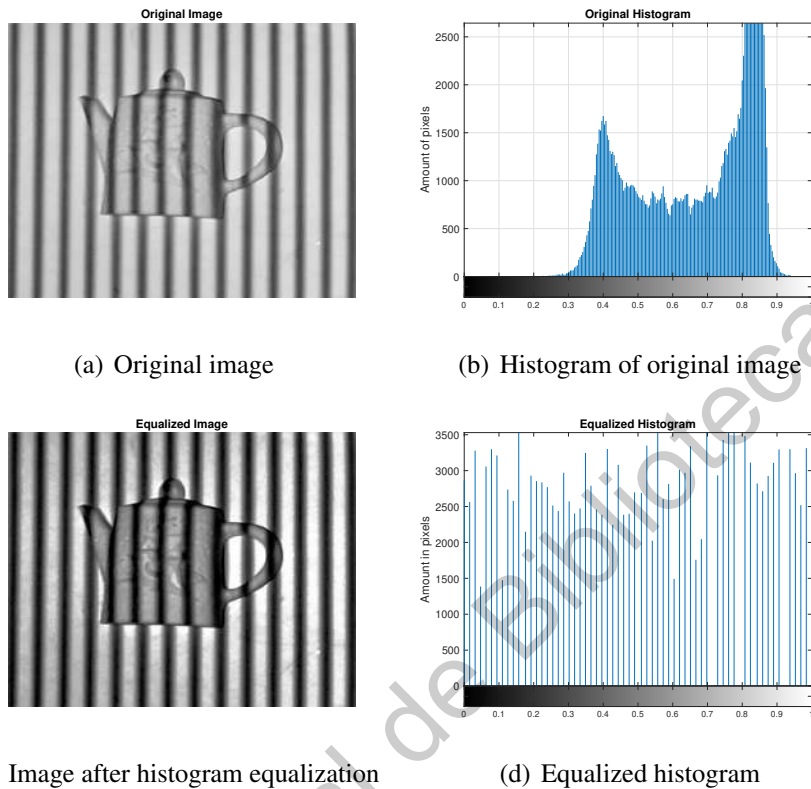 Original Image
Original Histogram
2500
2000
1500
1000
500
0
Amount of pixels
0 0.1 0.2 0.3 0.4 0.5 0.6 0.7 0.8 0.9
(a) Original image
(b) Histogram of original image
Equalized Image
Equalized Histogram
3500
3000
2500
2000
1500
1000
500
0
Amount in pixels
0 0.1 0.2 0.3 0.4 0.5 0.6 0.7 0.8 0.9
Image after histogram equalization
(d) Equalized histogram
de Biblioteca